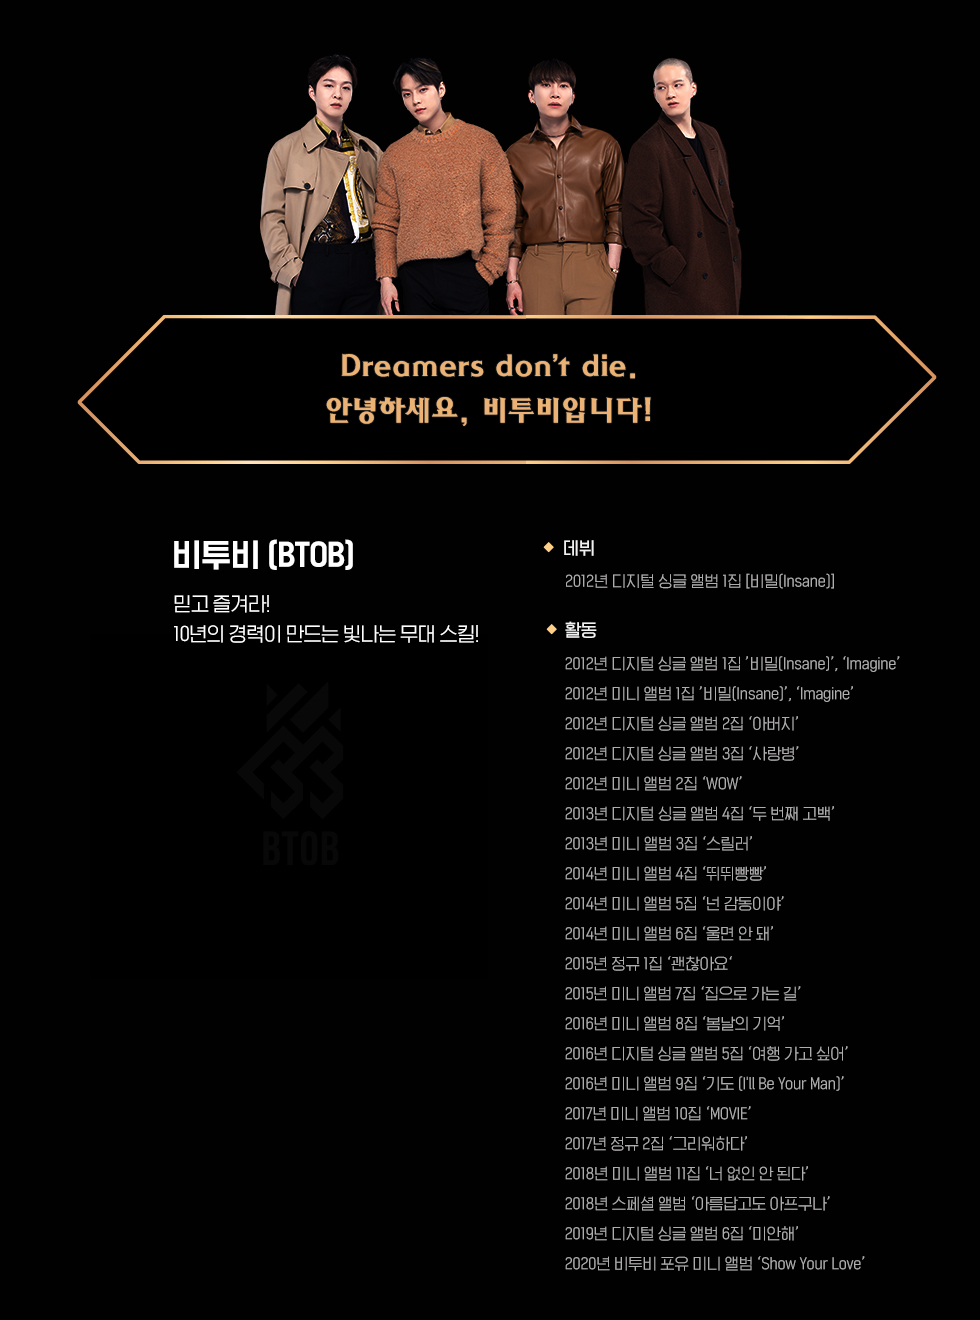 Dreamers don't die.
안녕하세요, 비투비입니다!
비투비 (BTOB)
믿고 즐겨라!
10년의 경력이 만드는 빛나는 무대 스킬!
BTOB
데뷔
2012년 디지털 싱글 앨범 1집 [비밀(Insane)]
활동
2012년 디지털 싱글 앨범 1집 '비밀(Insane)', ‘Imagine’
2012년 미니 앨범 1집 '비밀(Insane)', ‘Imagine’
2012년 디지털 싱글 앨범 2집 ‘아버지’
2012년 디지털 싱글 앨범 3집 ‘사랑병’
2012년 미니 앨범 2집 ‘WOW’
2013년 디지털 싱글 앨범 4집 ‘두 번째 고백’
2013년 미니 앨범 3집 ‘스릴러’
2014년 미니 앨범 4집 ‘뛰뛰빵빵’
2014년 미니 앨범 5집 ‘넌 감동이야’
2014년 미니 앨범 6집 ‘울면 안 돼’
2015년 정규 1집 ‘괜찮아요‘
2015년 미니 앨범 7집 ‘집으로 가는 길’
2016년 미니 앨범 8집 ‘봄날의 기억’
2016년 디지털 싱글 앨범 5집 ‘여행 가고 싶어’
2016년 미니 앨범 9집 ‘기도 (I'll Be Your Man)’
2017년 미니 앨범 10집 ‘MOVIE’
2017년 정규 2집 ‘그리워하다’
2018년 미니 앨범 11집 ‘너 없인 안 된다’
2018년 스페셜 앨범 ‘아름답고도 아프구나’
2019년 디지털 싱글 앨범 6집 ‘미안해’
2020년 비투비 포유 미니 앨범 ‘Show Your Love’